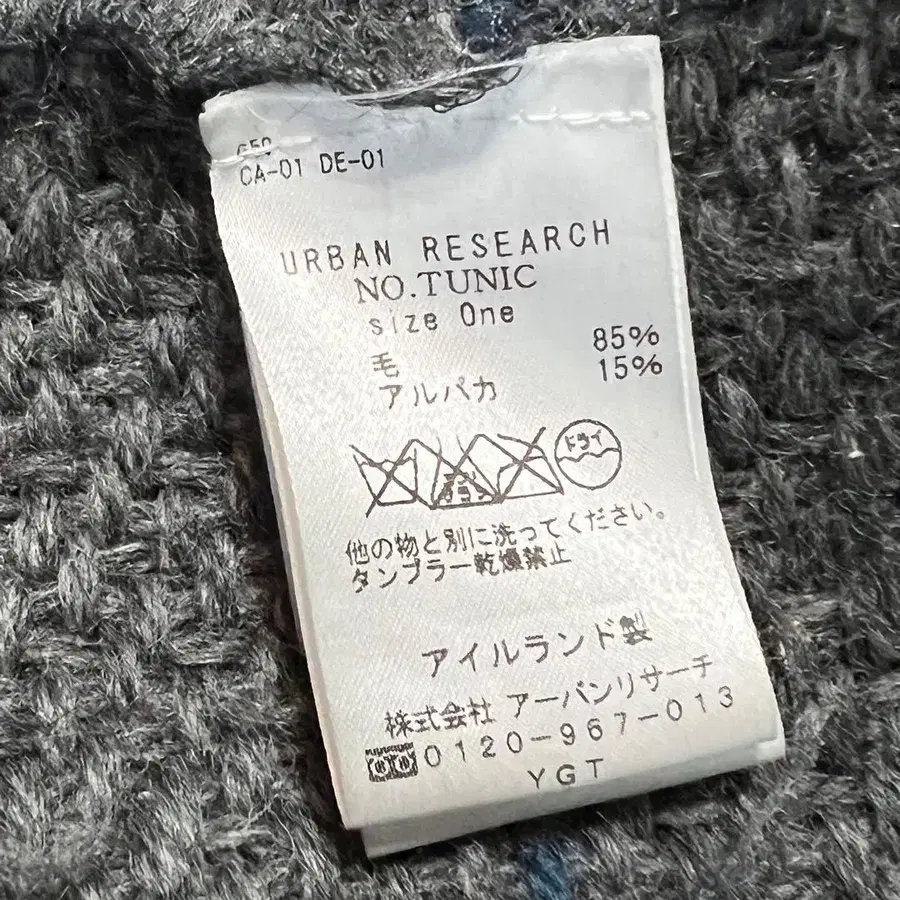 CA-01 DE-01
URBAN RESEARCH
NO.TUNIC
size One
毛 85%
アルパカ 15%
ドライ
他の物と別に洗ってください。
タンブラー乾燥禁止
アイルランド製
株式会社 アーバンリサーチ
0120-967-013
YGT